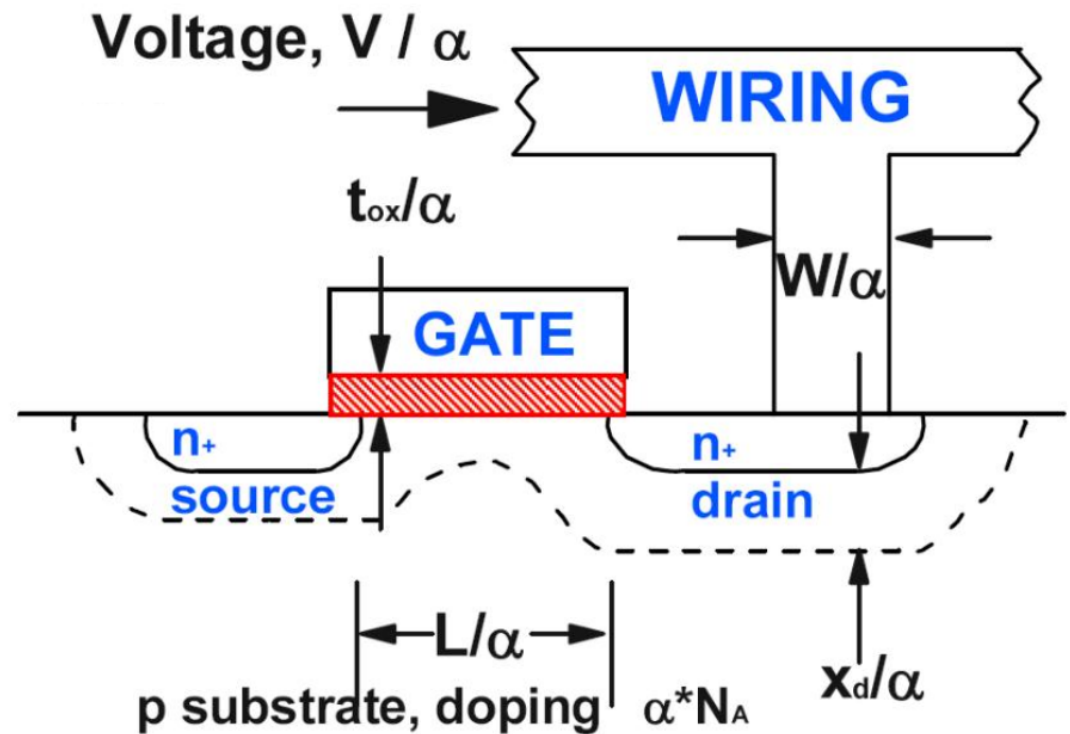 Voltage, V / α
WIRING
tox/α
W/α
GATE
n+
source
n+
drain
L/α
xd/α
p substrate, doping α*NA